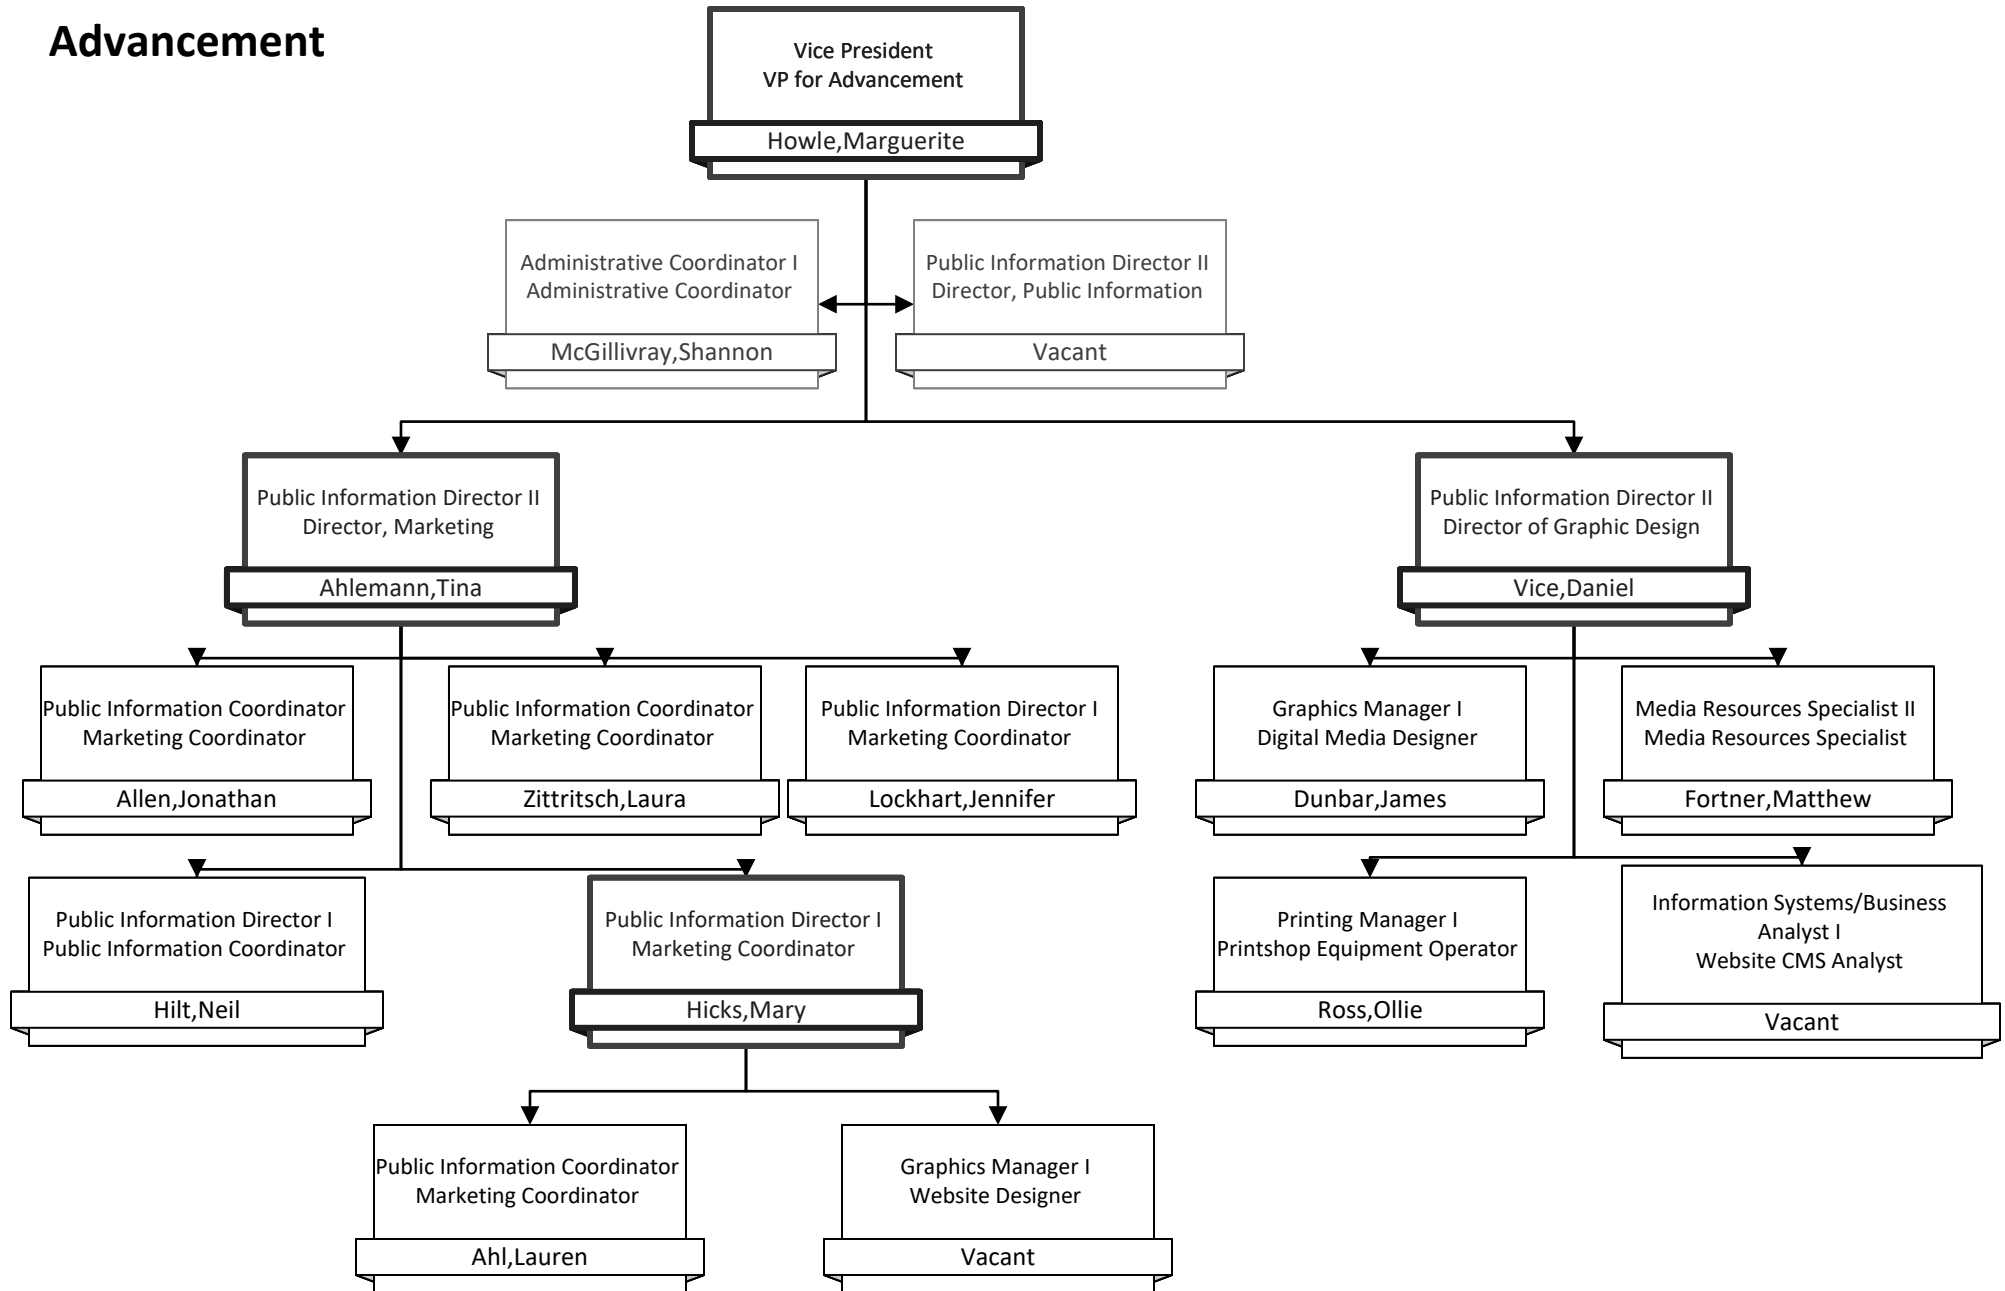 Advancement
Vice President
VP for Advancement
Howle,Marguerite
Administrative Coordinator I
Administrative Coordinator
McGillivray,Shannon
Public Information Director II
Director, Public Information
Vacant
Public Information Director II
Director, Marketing
Ahlemann,Tina
Public Information Director II
Director of Graphic Design
Vice,Daniel
Public Information Coordinator
Marketing Coordinator
Allen,Jonathan
Public Information Coordinator
Marketing Coordinator
Zittritsch,Laura
Public Information Director I
Marketing Coordinator
Lockhart,Jennifer
Graphics Manager I
Digital Media Designer
Dunbar,James
Media Resources Specialist II
Media Resources Specialist
Fortner,Matthew
Public Information Director I
Public Information Coordinator
Hilt,Neil
Public Information Director I
Marketing Coordinator
Hicks,Mary
Printing Manager I
Printshop Equipment Operator
Ross,Ollie
Information Systems/Business
Analyst I
Website CMS Analyst
Vacant
Public Information Coordinator
Marketing Coordinator
Ahl,Lauren
Graphics Manager I
Website Designer
Vacant